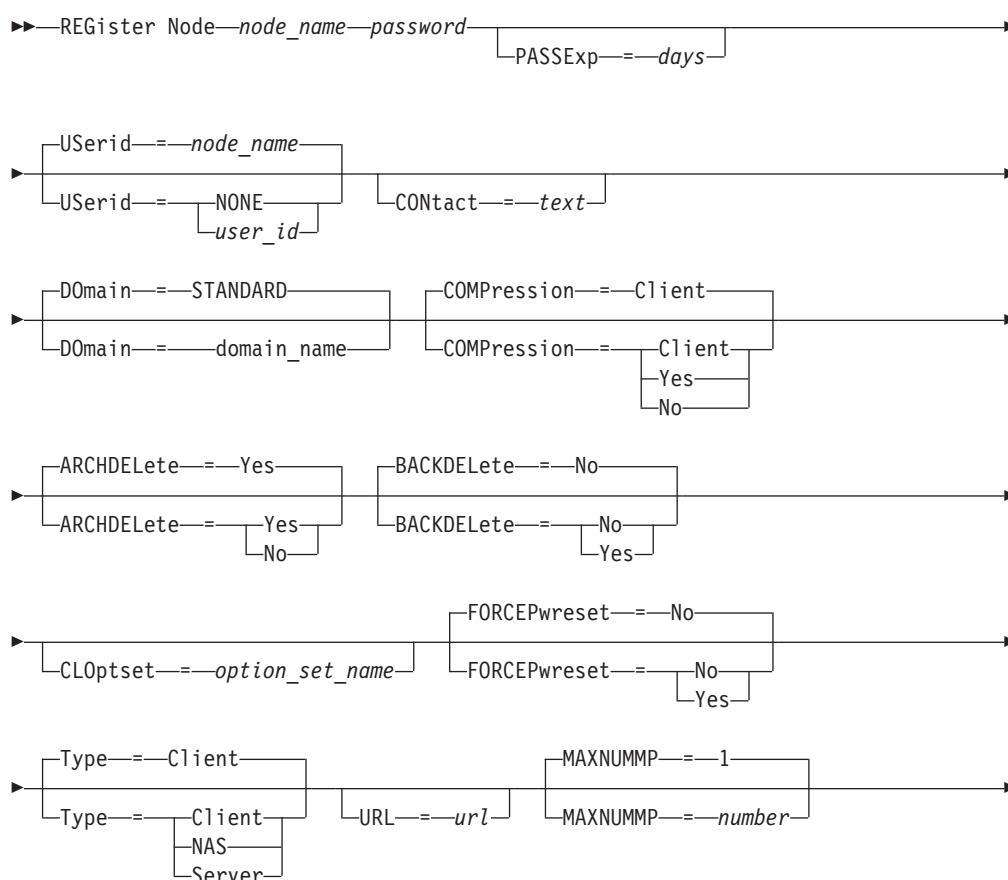 REGister Node node_name password
PASSExp = days
USerid = node_name
USerid = NONE
user_id
CONtact = text
DOmain = STANDARD
DOmain = domain_name
COMPression = Client
COMPression = Client
Yes
No
ARCHDELete = Yes
ARCHDELete = Yes
No
BACKDELete = No
BACKDELete = No
Yes
CLOptset = option_set_name
FORCEPwreset = No
FORCEPwreset = No
Yes
Type = Client
Type = Client
NAS
Server
URL = url
MAXNUMMP = 1
MAXNUMMP = number